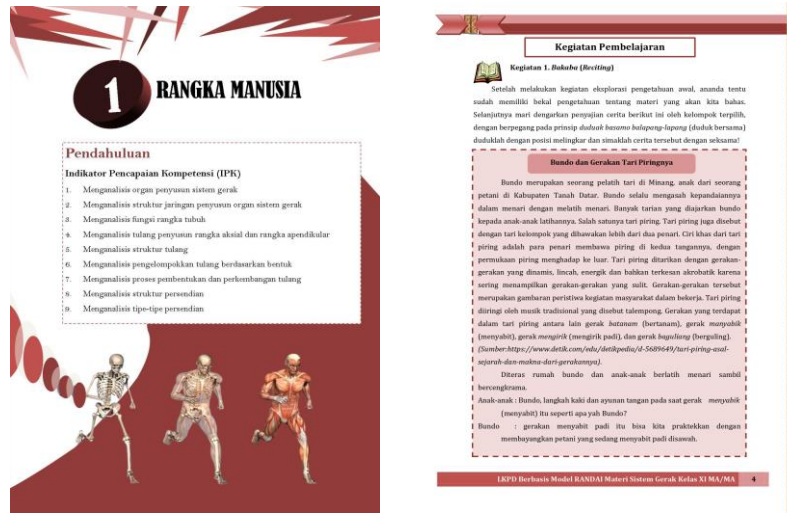 1
RANGKA MANUSIA
Pendahuluan
Indikator Pencapaian Kompetensi (IPK)
1. Menganalisis organ penyusun sistem gerak
2. Menganalisis struktur jaringan penyusun organ sistem gerak
3. Menganalisis fungsi rangka tubuh
4. Menganalisis tulang penyusun rangka aksial dan rangka apendikular
5. Menganalisis struktur tulang
6. Menganalisis pengelompokkan tulang berdasarkan bentuk
7. Menganalisis proses pembentukan dan perkembangan tulang
8. Menganalisis struktur persendian
9. Menganalisis tipe-tipe persendian
Kegiatan Pembelajaran
Kegiatan 1. Bakaba (Reciting)
Setelah melakukan kegiatan eksplorasi pengetahuan awal, ananda tentu
sudah memiliki bekal pengetahuan tentang materi yang akan kita bahas.
Selanjutnya mari dengarkan penyajian cerita berikut ini oleh kelompok terpilih,
dengan berpegang pada prinsip duduak basamo balapang-lapang (duduk bersama)
duduklah dengan posisi melingkar dan simaklah cerita tersebut dengan seksama!
Bundo dan Gerakan Tari Piringnya
Bundo merupakan seorang pelatih tari di Minang, anak dari seorang
petani di Kabupaten Tanah Datar. Bundo selalu mengasah kepandaiannya
dalam menari dengan melatih menari. Banyak tarian yang diajarkan bundo
kepada anak-anak latihannya. Salah satunya tari piring. Tari piring juga disebut
dengan tari kelompok yang dibawakan lebih dari dua penari. Ciri khas dari tari
piring adalah para penari membawa piring di kedua tangannya, dengan
permukaan piring menghadap ke luar. Tari piring ditarikan dengan gerakan-
gerakan yang dinamis, lincah, energik dan bahkan terkesan akrobatik karena
sering menampilkan gerakan-gerakan yang sulit. Gerakan-gerakan tersebut
merupakan gambaran peristiwa kegiatan masyarakat dalam bekerja. Tari piring
diiringi oleh musik tradisional yang disebut talempong. Gerakan yang terdapat
dalam tari piring antara lain gerak batanam (bertanam), gerak manyabik
(menyabit), gerak mengirik (mengirik padi), dan gerak baguliang (berguling).
(Sumber:https://www.detik.com/edu/detikpedia/d-5689649/tari-piring-asal-
sejarah-dan-makna-dari-gerakannya).
Diteras rumah bundo dan anak-anak berlatih menari sambil
bercengkrama.
Anak-anak : Bundo, langkah kaki dan ayunan tangan pada saat gerak menyabik
(menyabit) itu seperti apa yah Bundo?
Bundo : gerakan menyabit padi itu bisa kita praktekkan dengan
membayangkan petani yang sedang menyabit padi disawah.
LKPD Berbasis Model RANDAI Materi Sistem Gerak Kelas XI MA/MA 4